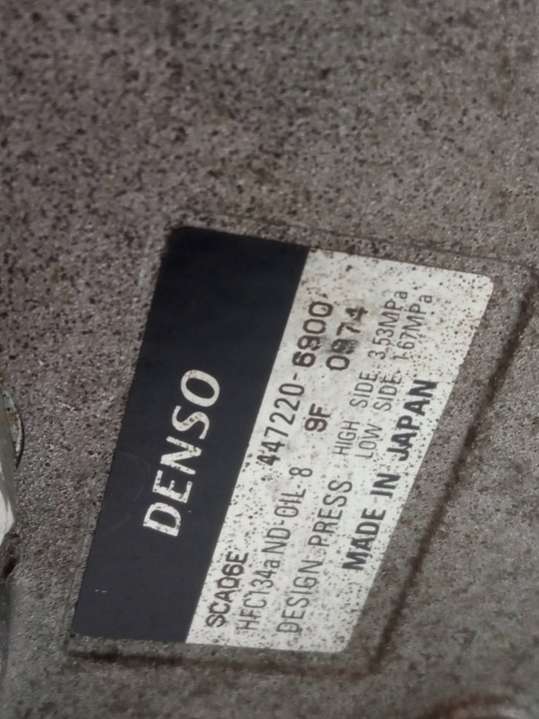 DENSO
SCA06E 447220-6900
HFC134a ND-OIL 8 9F 0974
DESIGN PRESS. HIGH SIDE 3.53MPa
LOW SIDE 1.67MPa
MADE IN JAPAN